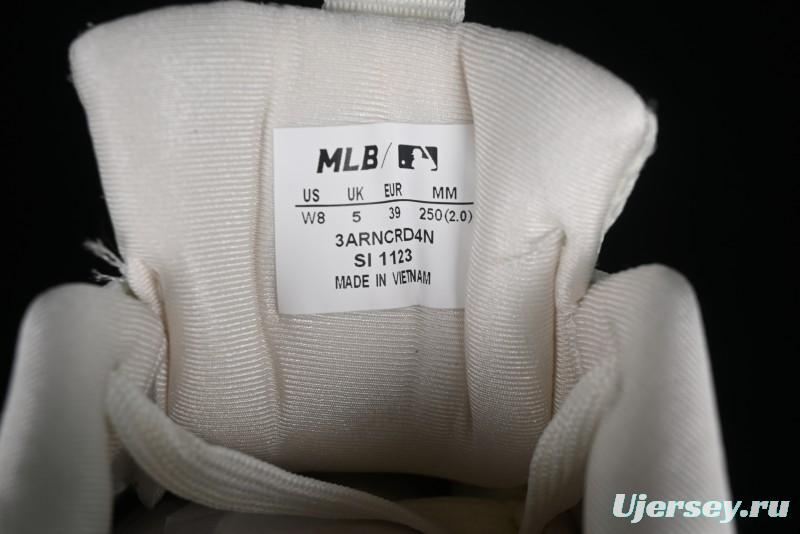 MLB
US UK EUR MM
W8 5 39 250(2.0)
3ARNCRD4N
SI 1123
MADE IN VIETNAM
Ujersey.ru